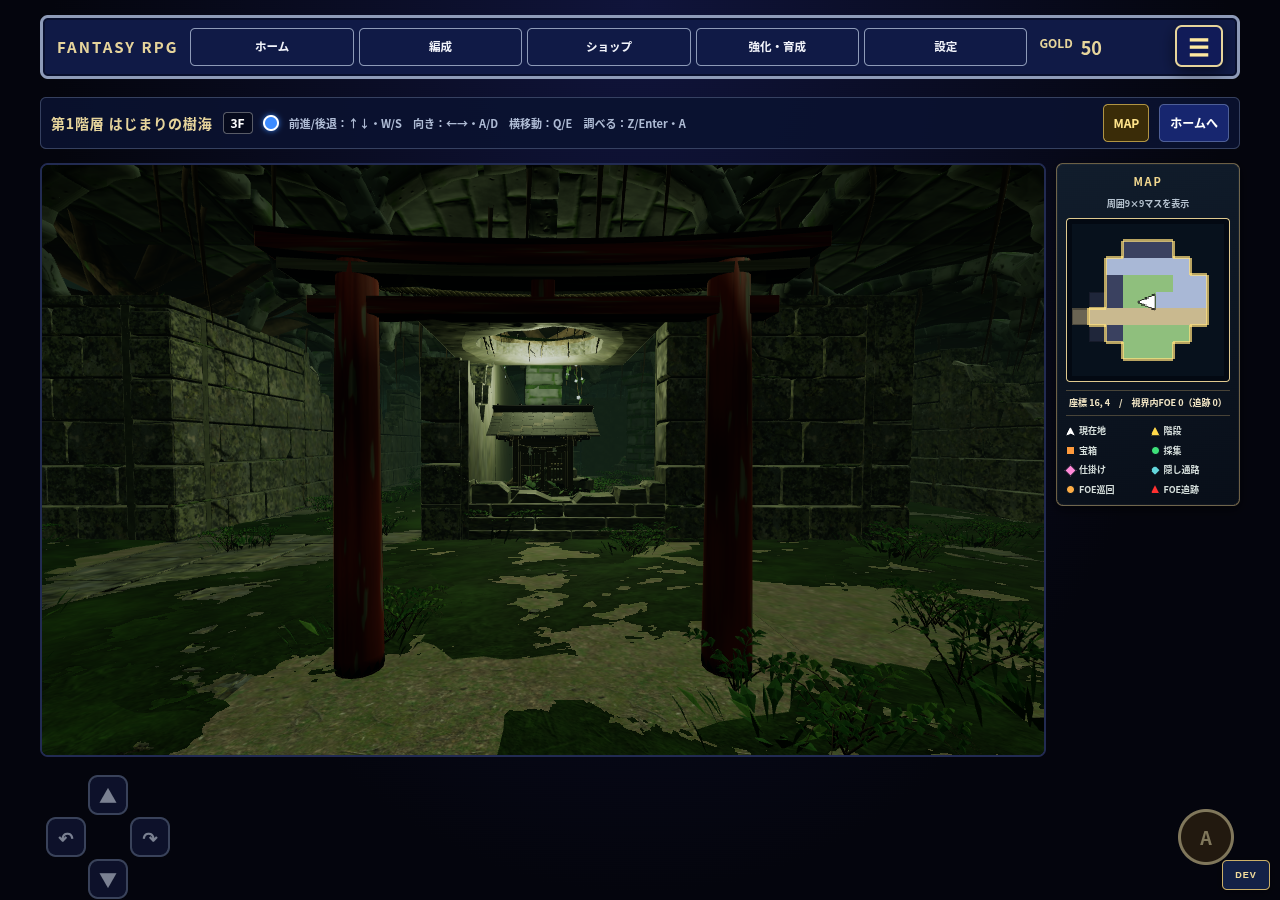 FANTASY RPG
ホーム
編成
ショップ
強化・育成
設定
GOLD 50
第1階層 はじまりの樹海
3F
前進/後退：↑↓・W/S　向き：←→・A/D　横移動：Q/E　調べる：Z/Enter・A
MAP
ホームへ
MAP
周囲9×9マスを表示
座標 16, 4　/　視界内FOE 0（追跡 0）
現在地
階段
宝箱
採集
仕掛け
隠し通路
FOE巡回
FOE追跡
A
DEV